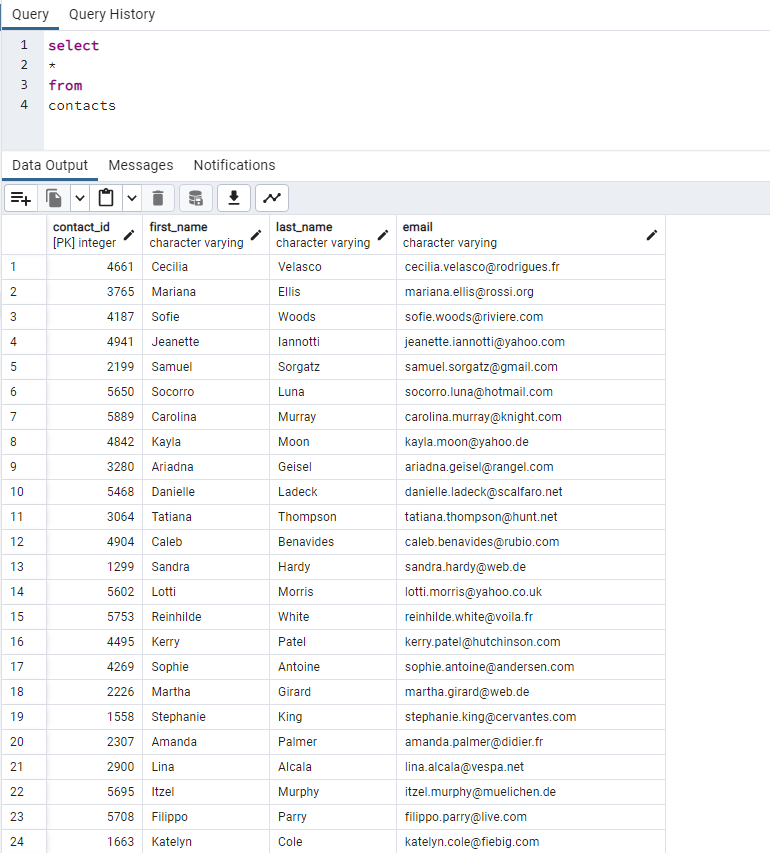 Query Query History
1 select
2 *
3 from
4 contacts
Data Output Messages Notifications
contact_id first_name last_name email
[PK] integer character varying character varying character varying
1 4661 Cecilia Velasco cecilia.velasco@rodrigues.fr
2 3765 Mariana Ellis mariana.ellis@rossi.org
3 4187 Sofie Woods sofie.woods@riviere.com
4 4941 Jeanette Iannotti jeanette.iannotti@yahoo.com
5 2199 Samuel Sorgatz samuel.sorgatz@gmail.com
6 5650 Socorro Luna socorro.luna@hotmail.com
7 5889 Carolina Murray carolina.murray@knight.com
8 4842 Kayla Moon kayla.moon@yahoo.de
9 3280 Ariadna Geisel ariadna.geisel@rangel.com
10 5468 Danielle Ladeck danielle.ladeck@scalfaro.net
11 3064 Tatiana Thompson tatiana.thompson@hunt.net
12 4904 Caleb Benavides caleb.benavides@rubio.com
13 1299 Sandra Hardy sandra.hardy@web.de
14 5602 Lotti Morris lotti.morris@yahoo.co.uk
15 5753 Reinhilde White reinhilde.white@voila.fr
16 4495 Kerry Patel kerry.patel@hutchinson.com
17 4269 Sophie Antoine sophie.antoine@andersen.com
18 2226 Martha Girard martha.girard@web.de
19 1558 Stephanie King stephanie.king@cervantes.com
20 2307 Amanda Palmer amanda.palmer@didier.fr
21 2900 Lina Alcala lina.alcala@vespa.net
22 5695 Itzel Murphy itzel.murphy@muelichen.de
23 5708 Filippo Parry filippo.parry@live.com
24 1663 Katelyn Cole katelyn.cole@fiebig.com